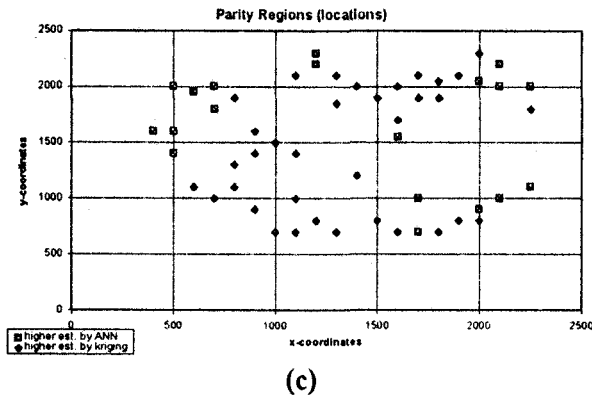 Parity Regions (locations)
2500
2000
1500
1000
500
0
y-coordinates
0 500 1000 1500 2000 2500
x-coordinates
higher est. by ANN
higher est. by kriging
(c)